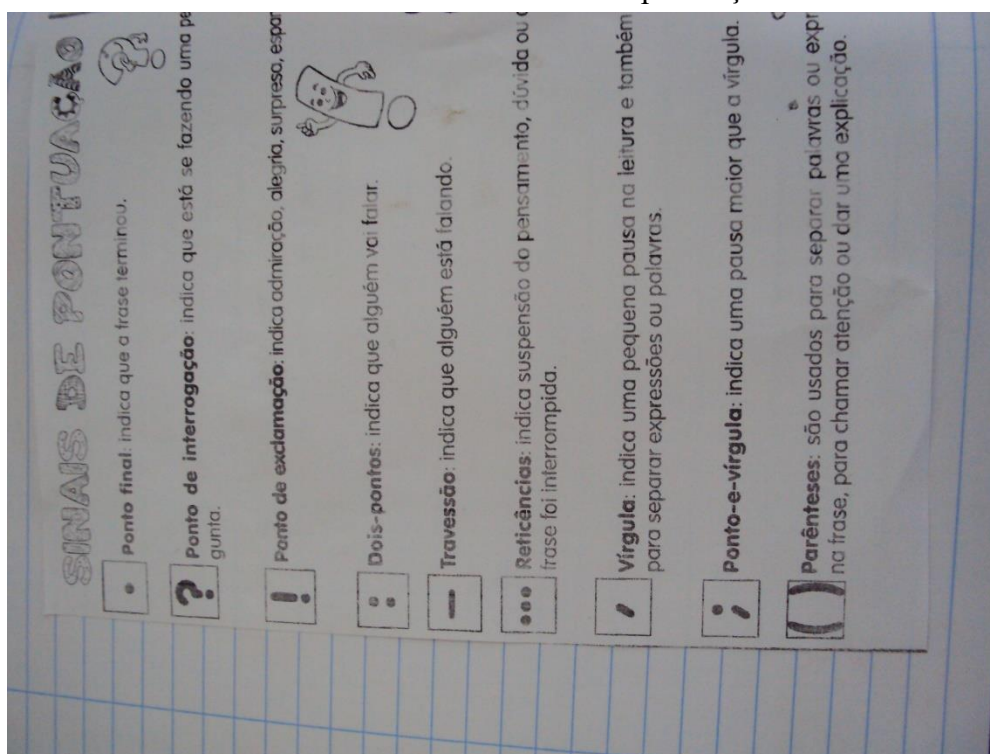 SINAIS DE PONTUAÇÃO
. Ponto final: indica que a frase terminou.
? Ponto de interrogação: indica que está se fazendo uma pe
gunta.
! Ponto de exclamação: indica admiração, alegria, surpresa, espan
: Dois-pontos: indica que alguém vai falar.
— Travessão: indica que alguém está falando.
... Reticências: indica suspensão do pensamento, dúvida ou
frase foi interrompida.
, Vírgula: indica uma pequena pausa na leitura e também
para separar expressões ou palavras.
; Ponto-e-vírgula: indica uma pausa maior que a vírgula.
( ) Parênteses: são usados para separar palavras ou expr
na frase, para chamar atenção ou dar uma explicação.